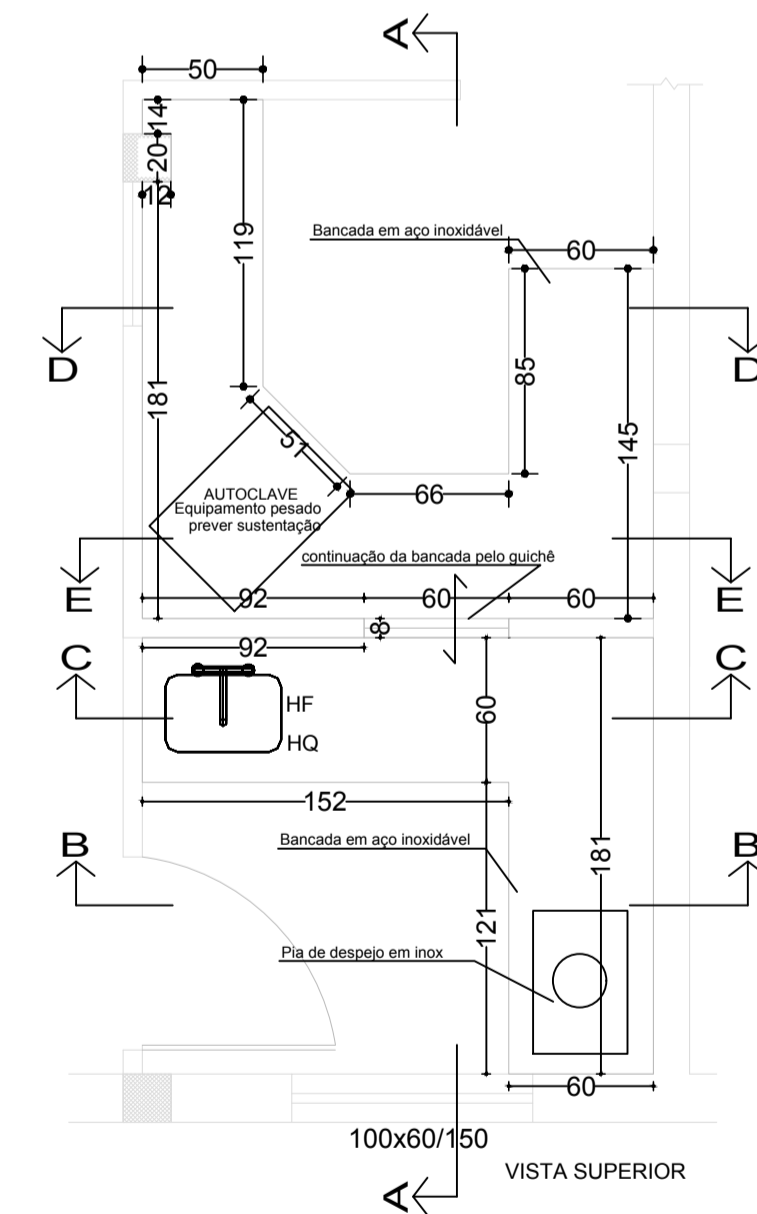 A
50
14
20
12
119
Bancada em aço inoxidável
60
D
D
181
85
145
51
66
AUTOCLAVE
Equipamento pesado
prever sustentação
continuação da bancada pelo guichê
E
E
92
60
60
8
92
C
C
HF
HQ
60
152
Bancada em aço inoxidável
B
B
181
121
Pia de despejo em inox
60
100x60/150
VISTA SUPERIOR
A